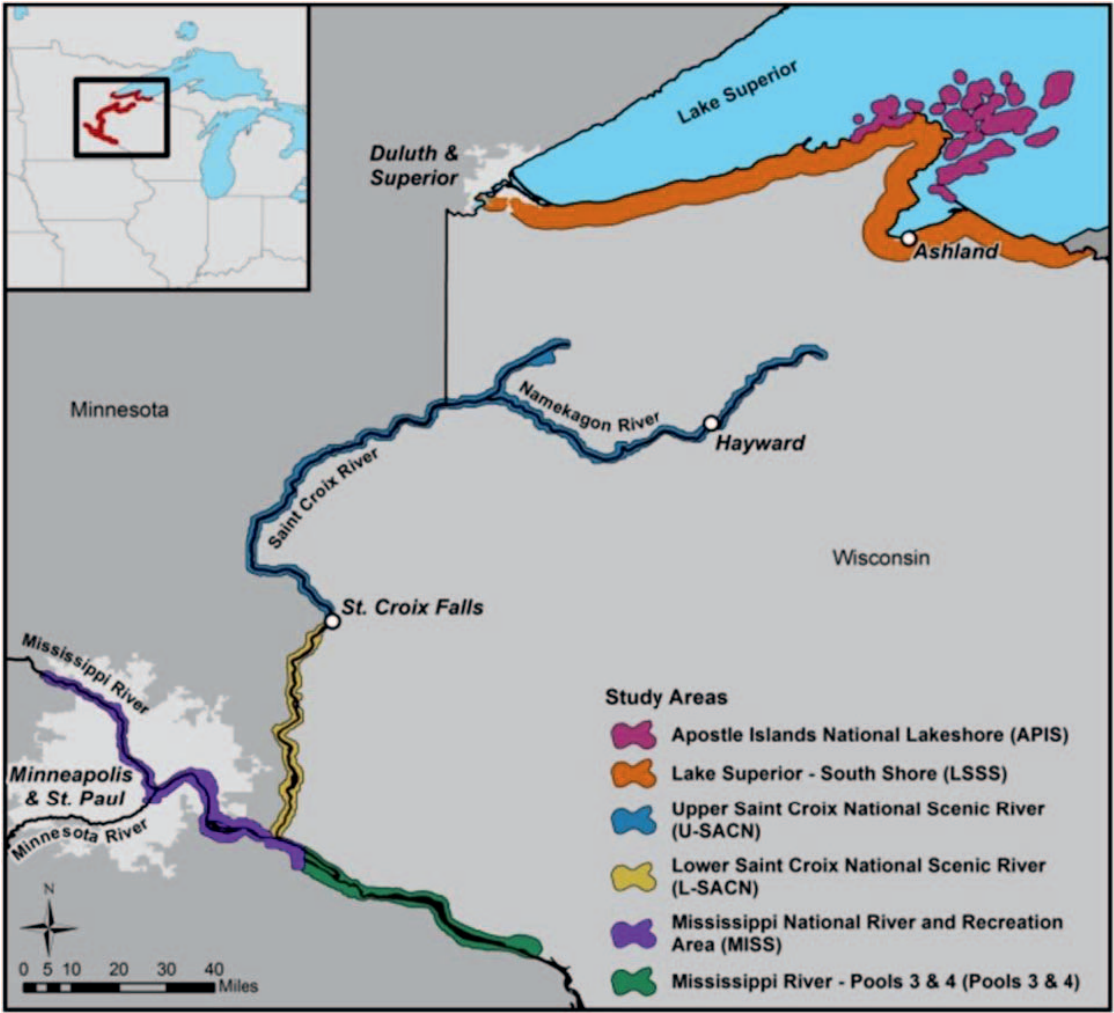 Lake Superior
Duluth &
Superior
Ashland
Minnesota
Namekagon River
Hayward
Saint Croix River
Wisconsin
St. Croix Falls
Mississippi River
Minneapolis
& St. Paul
Minnesota River
Study Areas
Apostle Islands National Lakeshore (APIS)
Lake Superior - South Shore (LSSS)
Upper Saint Croix National Scenic River
(U-SACN)
Lower Saint Croix National Scenic River
(L-SACN)
Mississippi National River and Recreation
Area (MISS)
Mississippi River - Pools 3 & 4 (Pools 3 & 4)
N
0 5 10 20 30 40
Miles